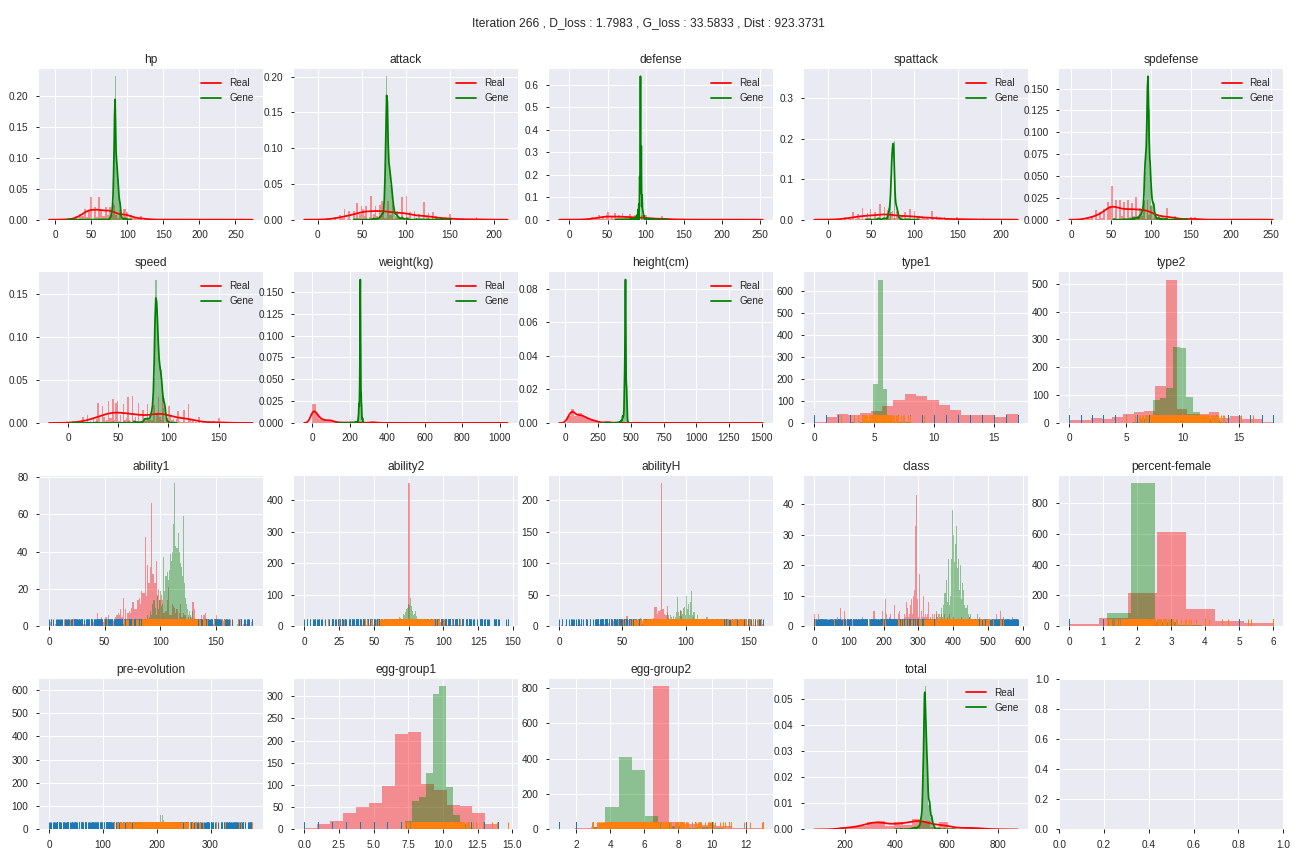 Iteration 266 , D_loss : 1.7983 , G_loss : 33.5833 , Dist : 923.3731
hp attack defense spattack spdefense
Real Real Real Real Real
Gene Gene Gene Gene Gene
0.20 0.15 0.10 0.05 0.00
0 50 100 150 200 250
0.20 0.15 0.10 0.05 0.00
0 50 100 150 200
0.6 0.5 0.4 0.3 0.2 0.1 0.0
0 50 100 150 200 250
0.3 0.2 0.1 0.0
0 50 100 150 200
0.150 0.125 0.100 0.075 0.050 0.025 0.000
0 50 100 150 200 250
speed weight(kg) height(cm) type1 type2
Real Real Real
Gene Gene Gene
0.15 0.10 0.05 0.00
0 50 100 150
0.150 0.125 0.100 0.075 0.050 0.025 0.000
0 200 400 600 800 1000
0.08 0.06 0.04 0.02 0.00
0 250 500 750 1000 1250 1500
600 500 400 300 200 100 0
0 5 10 15
500 400 300 200 100 0
0 5 10 15
ability1 ability2 abilityH class percent-female
80 60 40 20 0
0 50 100 150
400 300 200 100 0
0 25 50 75 100 125 150
200 150 100 50 0
0 50 100 150
40 30 20 10 0
0 100 200 300 400 500 600
800 600 400 200 0
0 1 2 3 4 5 6
pre-evolution egg-group1 egg-group2 total
Real
Gene
600 500 400 300 200 100 0
0 100 200 300
300 250 200 150 100 50 0
0.0 2.5 5.0 7.5 10.0 12.5 15.0
800 600 400 200 0
2 4 6 8 10 12
0.05 0.04 0.03 0.02 0.01 0.00
200 400 600 800
1.0 0.8 0.6 0.4 0.2 0.0
0.0 0.2 0.4 0.6 0.8 1.0